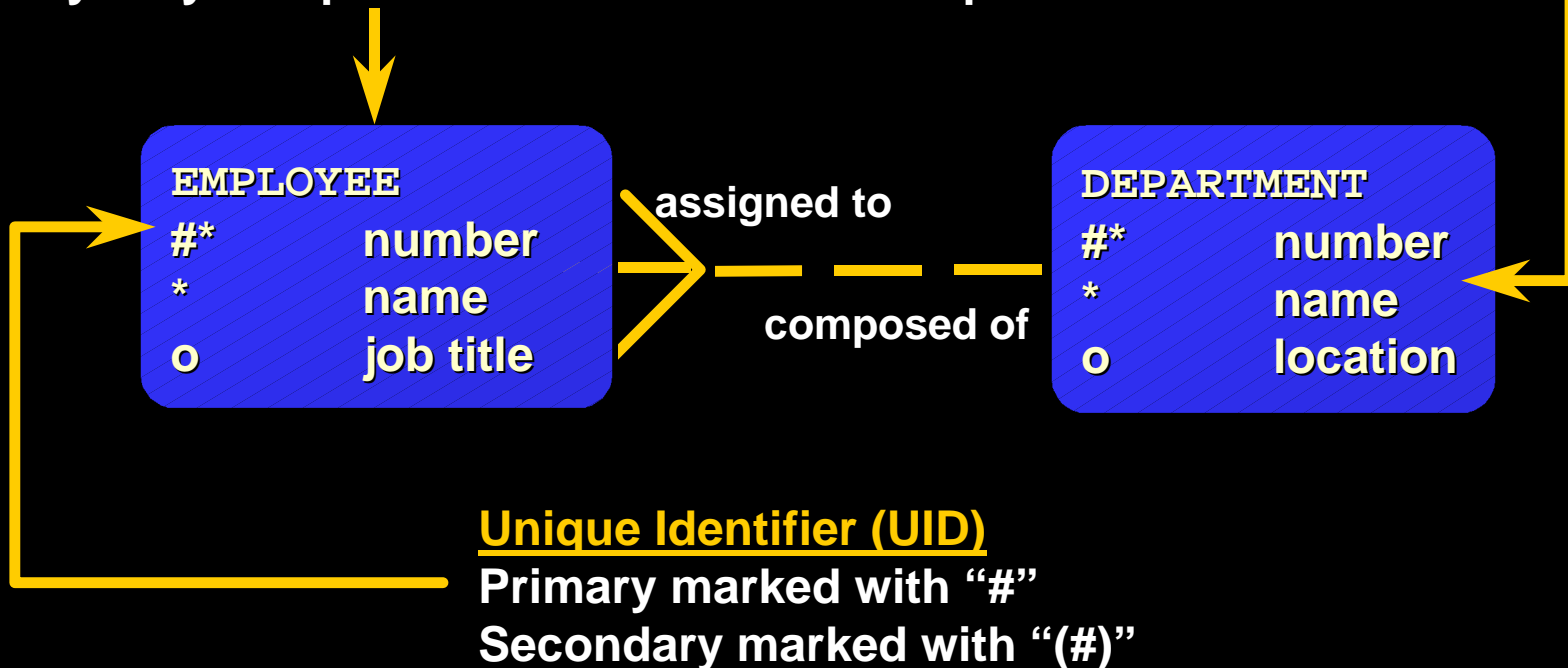 EMPLOYEE
#* number
* name
o job title
assigned to
composed of
DEPARTMENT
#* number
* name
o location
Unique Identifier (UID)
Primary marked with “#”
Secondary marked with “(#)”